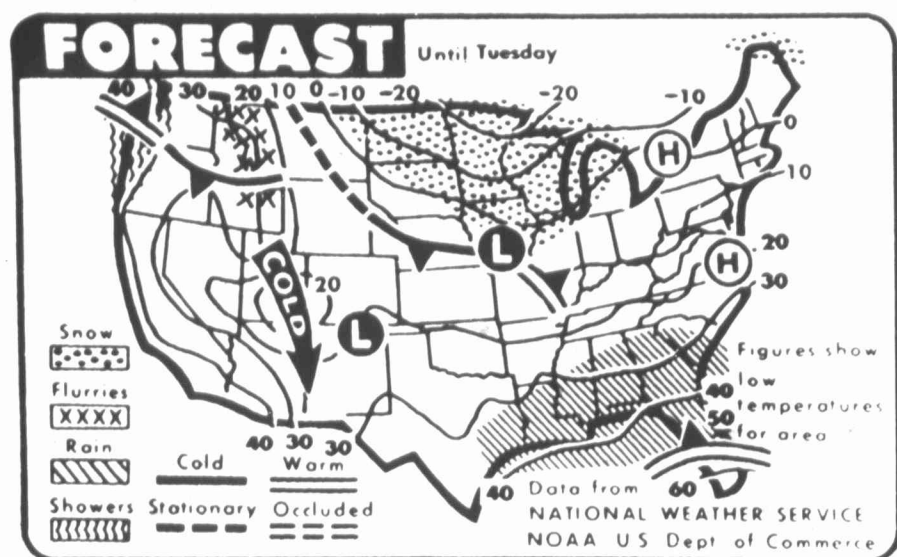 FORECAST
Until Tuesday
40 30 20 10 0 -10 -20 -20 -10
0
10
20
30
H
H
L
L
COLD
20
Snow
Flurries
XXXX
Rain
Showers
Cold
Warm
Stationary
Occluded
40 30 30
40
60
40
50
Figures show
low
temperatures
for area
Data from
NATIONAL WEATHER SERVICE
NOAA US Dept of Commerce